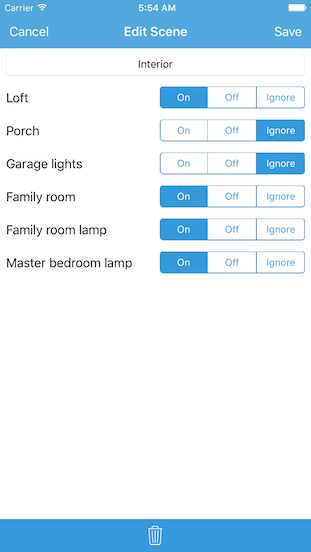 Carrier 5:54 AM
Cancel Edit Scene Save
Interior
Loft On Off Ignore
Porch On Off Ignore
Garage lights On Off Ignore
Family room On Off Ignore
Family room lamp On Off Ignore
Master bedroom lamp On Off Ignore